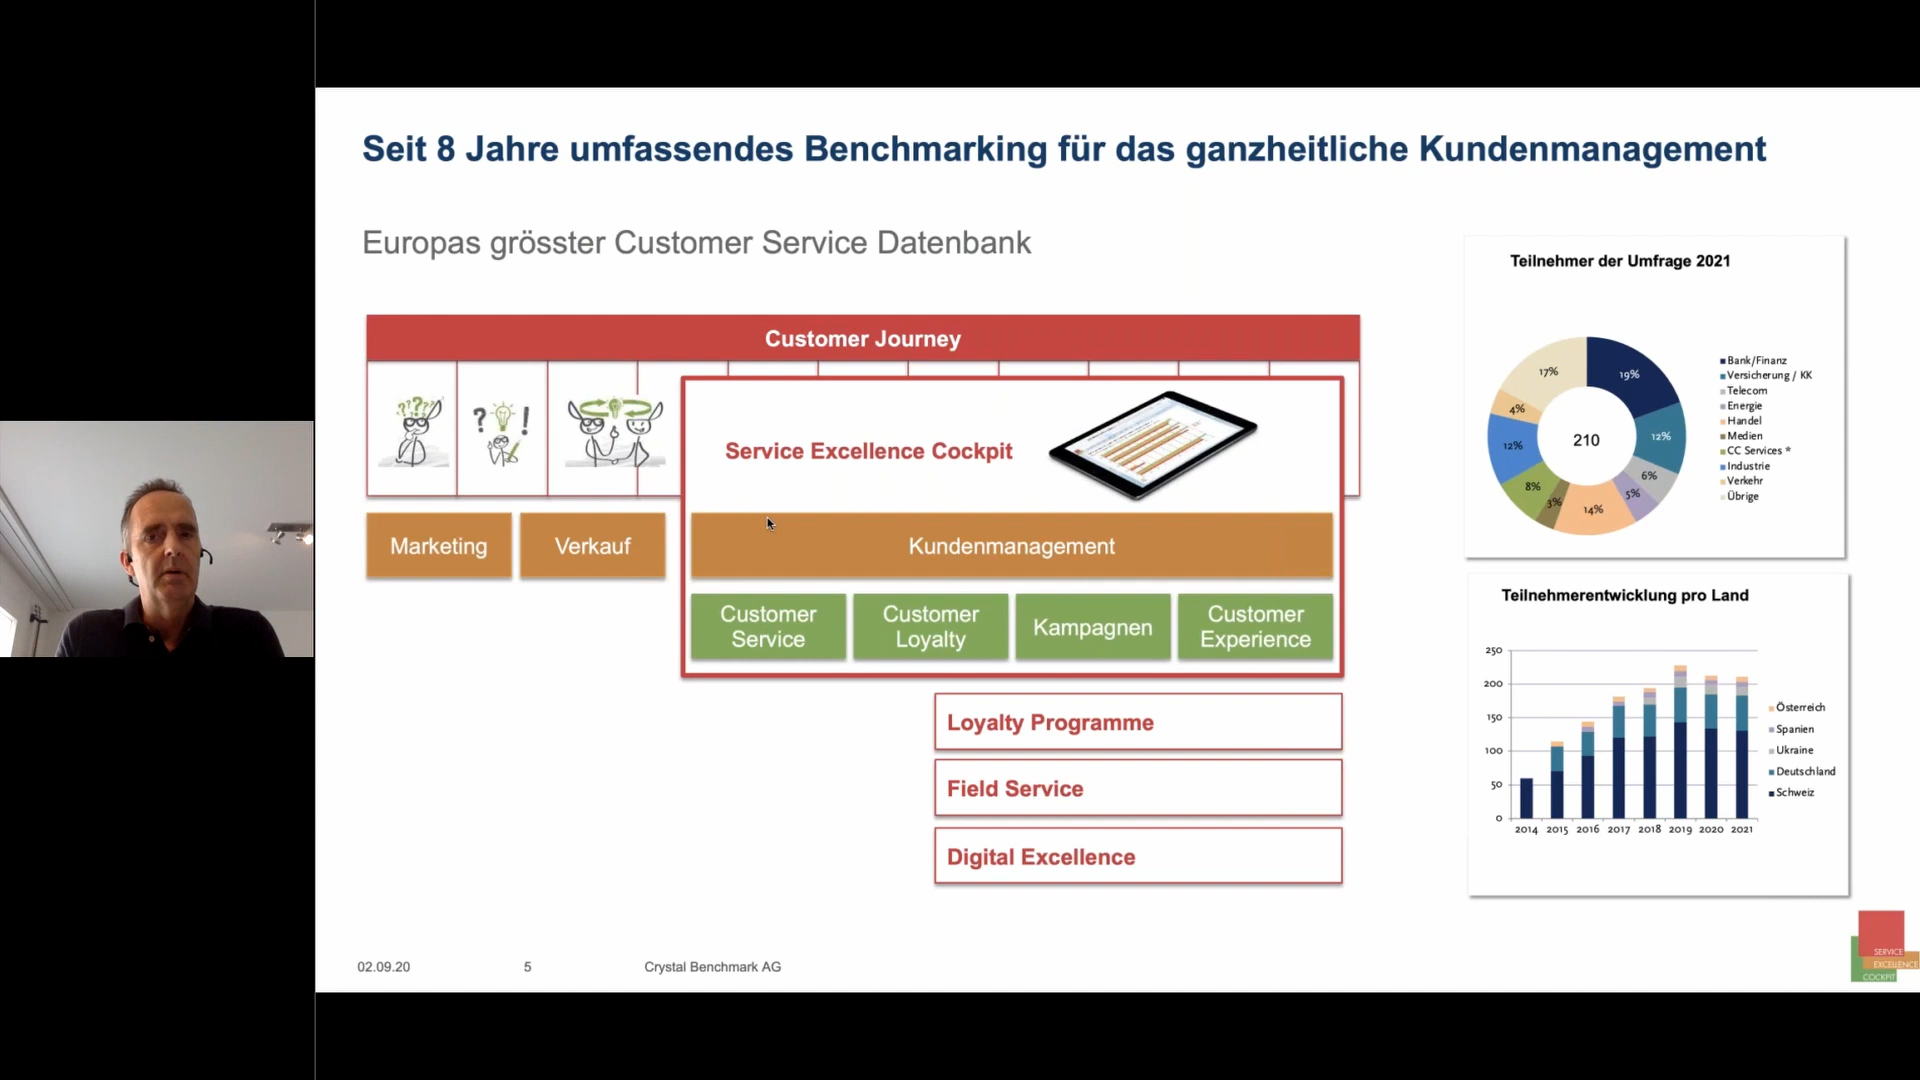 Seit 8 Jahre umfassendes Benchmarking für das ganzheitliche Kundenmanagement
Europas grösster Customer Service Datenbank
Customer Journey
Service Excellence Cockpit
Marketing
Verkauf
Kundenmanagement
Customer
Service
Customer
Loyalty
Kampagnen
Customer
Experience
Loyalty Programme
Field Service
Digital Excellence
Teilnehmer der Umfrage 2021
17%
19%
4%
12%
210
12%
6%
8%
3%
14%
5%
Bank/Finanz
Versicherung / KK
Telecom
Energie
Handel
Medien
CC Services *
Industrie
Verkehr
Übrige
Teilnehmerentwicklung pro Land
250
200
150
100
50
0
2014 2015 2016 2017 2018 2019 2020 2021
Österreich
Spanien
Ukraine
Deutschland
Schweiz
02.09.20
5
Crystal Benchmark AG
SERVICE
EXCELLENCE
COCKPIT